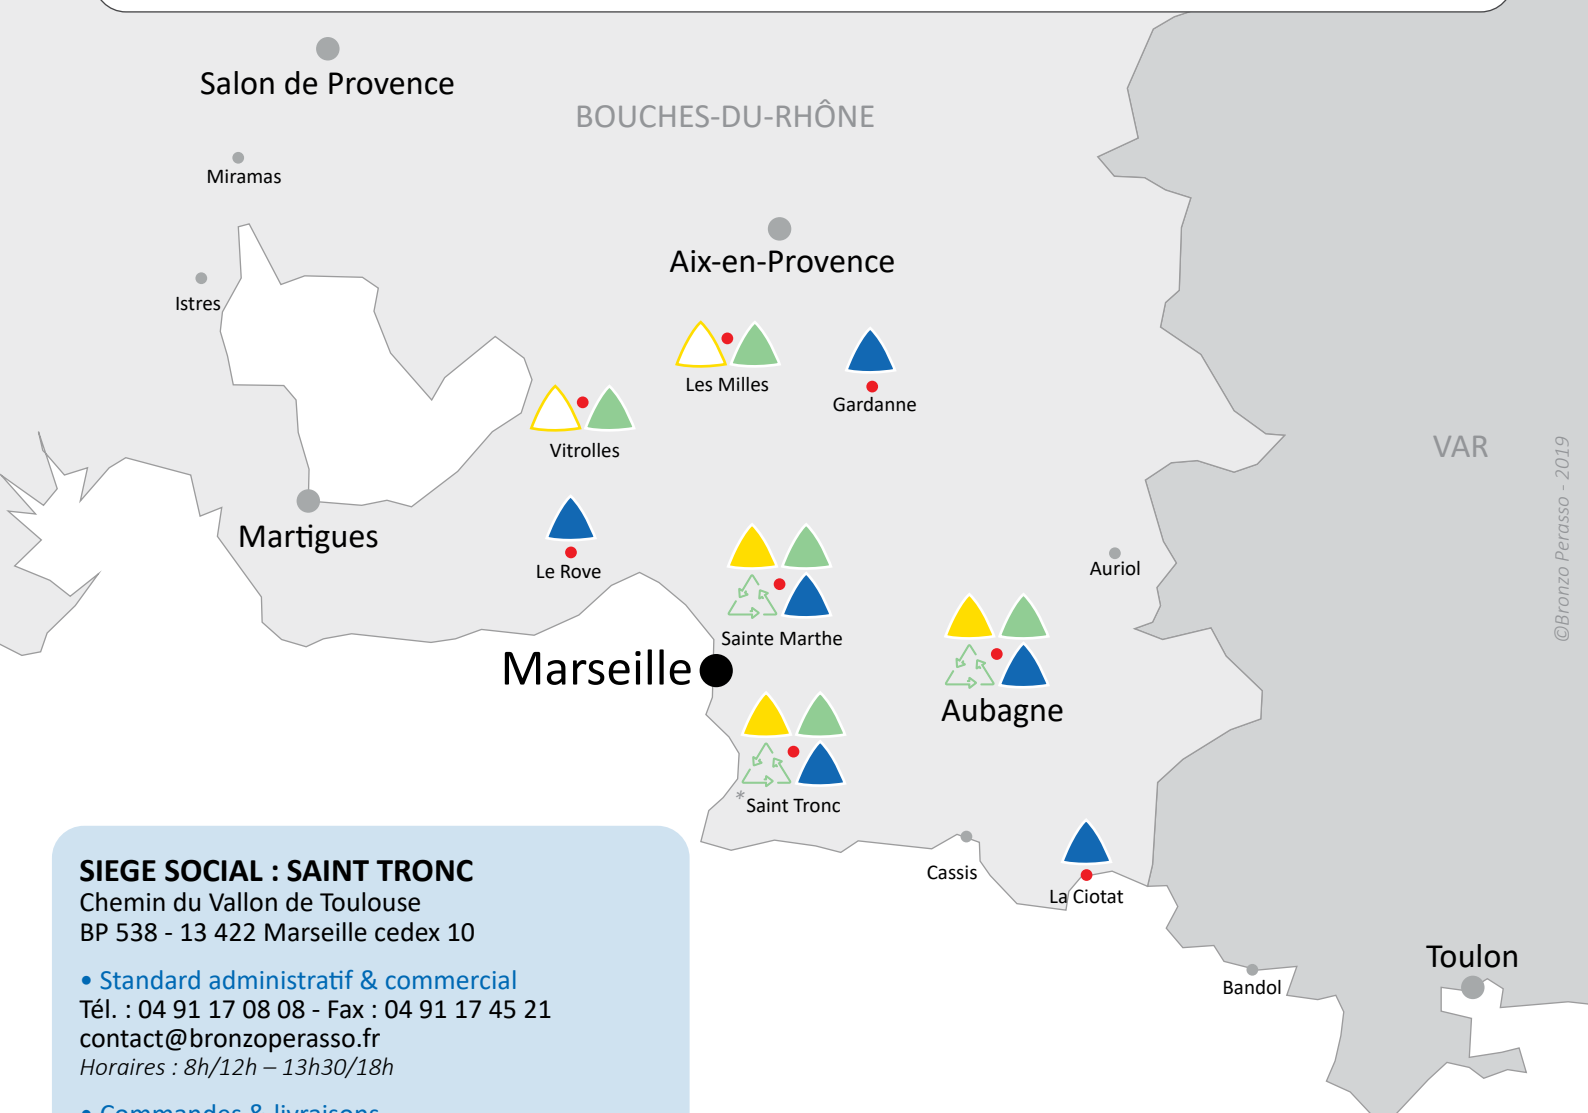 Salon de Provence
BOUCHES-DU-RHÔNE
Miramas
Aix-en-Provence
Istres
Les Milles
Gardanne
Vitrolles
VAR
©Bronzo Perasso - 2019
Martigues
Le Rove
Auriol
Sainte Marthe
Marseille
Aubagne
*Saint Tronc
Cassis
La Ciotat
Toulon
Bandol
SIEGE SOCIAL : SAINT TRONC
Chemin du Vallon de Toulouse
BP 538 - 13 422 Marseille cedex 10
• Standard administratif & commercial
Tél. : 04 91 17 08 08 - Fax : 04 91 17 45 21
contact@bronzoperasso.fr
Horaires : 8h/12h – 13h30/18h
• Commandes & livraisons